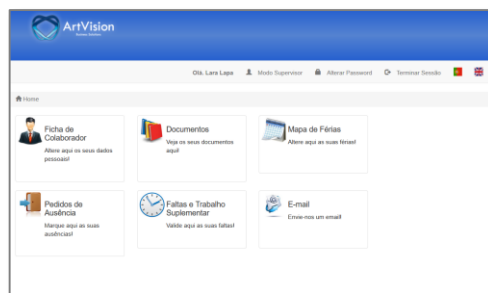 ArtVision
Business Solutions
Olá, Lara Lapa Modo Supervisor Alterar Password Terminar Sessão
Home
Ficha de
Colaborador
Altere aqui os seus dados
pessoais!
Documentos
Veja os seus documentos
aqui!
Mapa de Férias
Altere aqui as suas férias!
Pedidos de
Ausência
Marque aqui as suas
ausências!
Faltas e Trabalho
Suplementar
Valide aqui as suas faltas!
E-mail
Envie-nos um email!